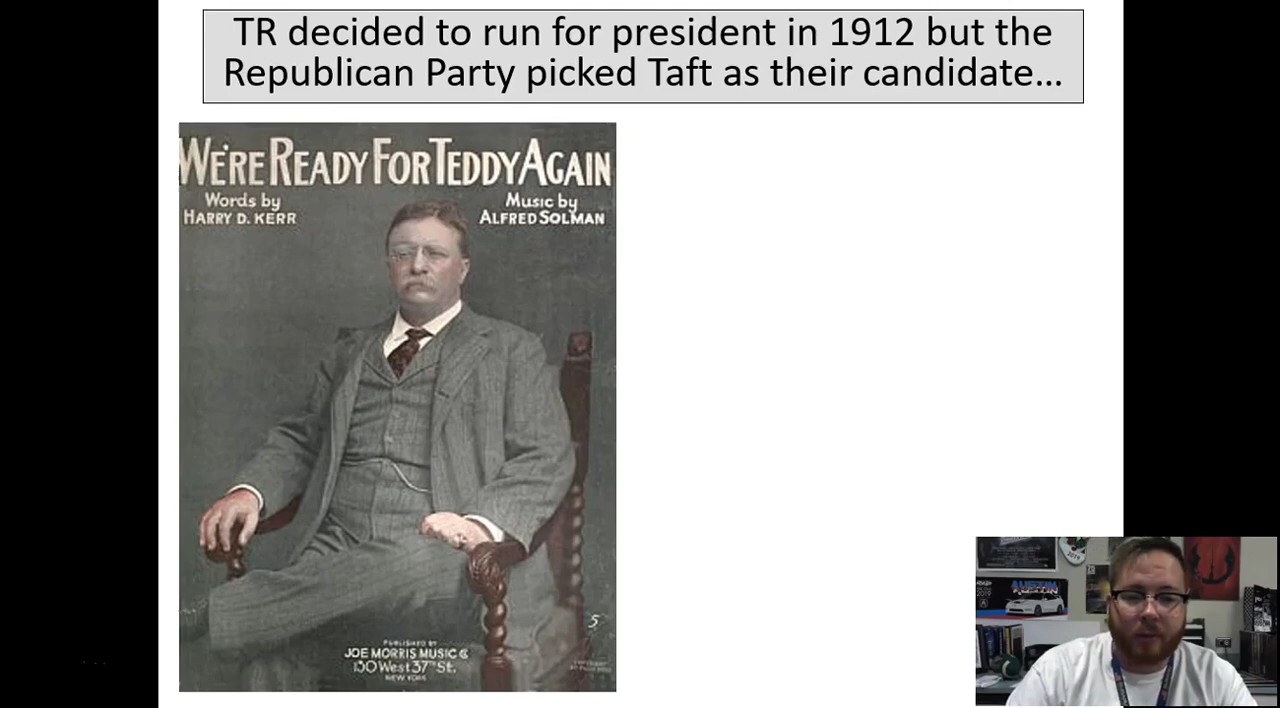 TR decided to run for president in 1912 but the
Republican Party picked Taft as their candidate...
WE'RE READY FOR TEDDY AGAIN
Words by
HARRY D. KERR
Music by
ALFRED SOLMAN
5
PUBLISHED BY
JOE MORRIS MUSIC Co
130 West 37TH St.
NEW YORK
2019
2019